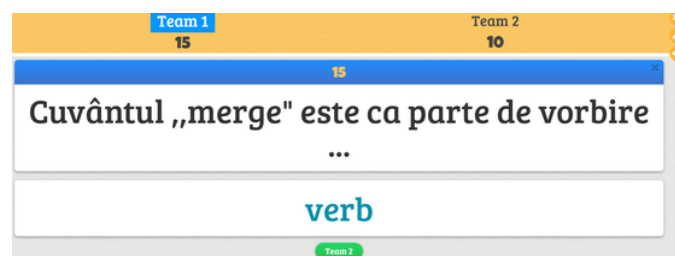 Team 1
Team 2
15
10
15
Cuvântul ,,merge" este ca parte de vorbire
...
verb
Team 2